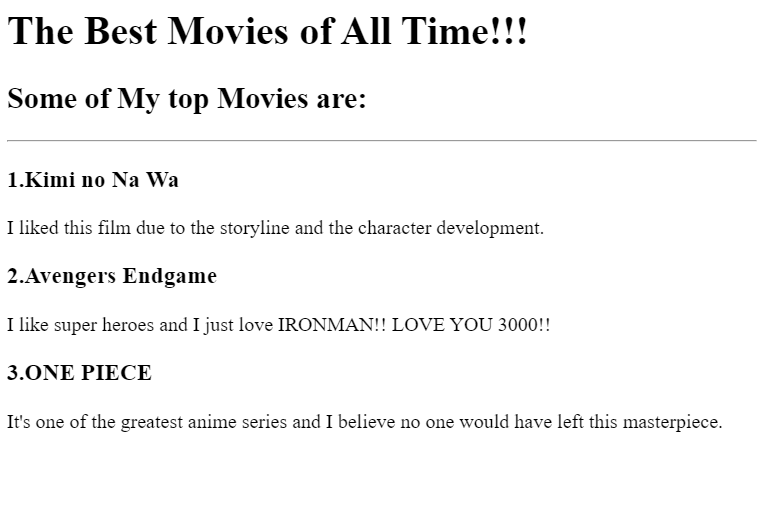 The Best Movies of All Time!!!
Some of My top Movies are:
1.Kimi no Na Wa
I liked this film due to the storyline and the character development.
2.Avengers Endgame
I like super heroes and I just love IRONMAN!! LOVE YOU 3000!!
3.ONE PIECE
It's one of the greatest anime series and I believe no one would have left this masterpiece.